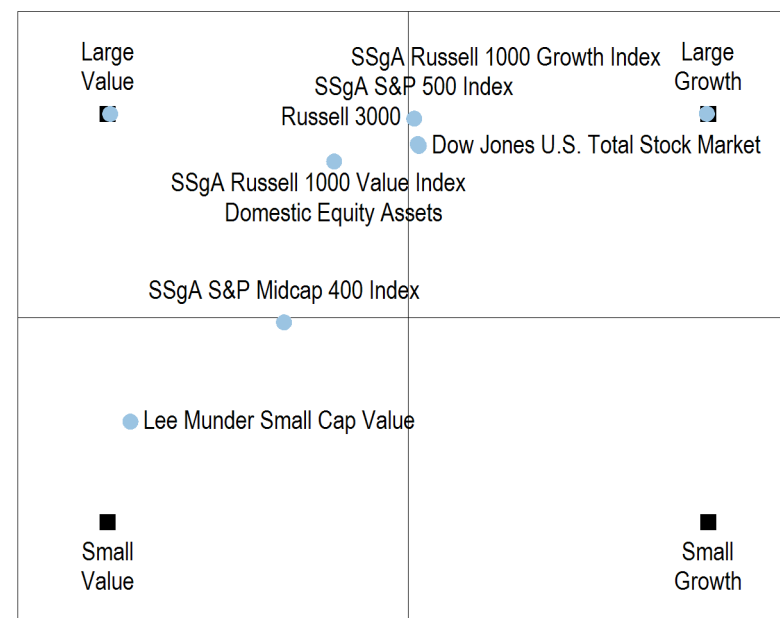 Large
Value
SSgA Russell 1000 Growth Index
Large
Growth
SSgA S&P 500 Index
Russell 3000
Dow Jones U.S. Total Stock Market
SSgA Russell 1000 Value Index
Domestic Equity Assets
SSgA S&P Midcap 400 Index
Lee Munder Small Cap Value
Small
Value
Small
Growth